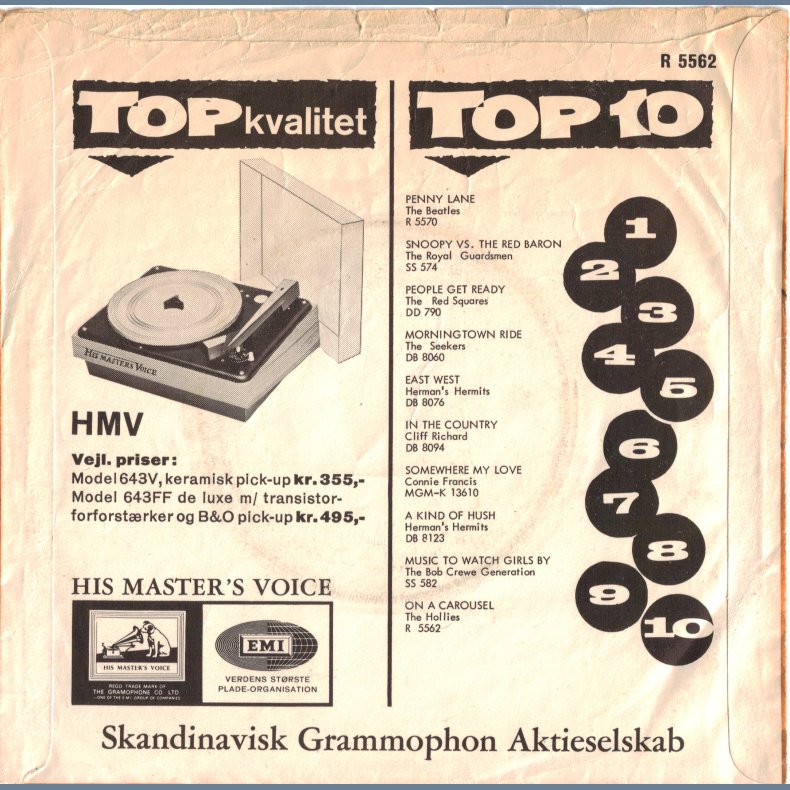 R 5562
TOP kvalitet
HIS MASTERS VOICE
HMV
Vejl. priser:
Model 643V, keramisk pick-up kr. 355,-
Model 643FF de luxe m/ transistor-
forforstærker og B&O pick-up kr. 495,-
HIS MASTER'S VOICE
HIS MASTER'S VOICE
REGD. TRADE MARK OF
THE GRAMOPHONE CO LTD
—ONE OF THE E M I GROUP OF COMPANIES
EMI
VERDENS STØRSTE
PLADE-ORGANISATION
TOP 10
PENNY LANE
The Beatles
R 5570
SNOOPY VS. THE RED BARON
The Royal Guardsmen
SS 574
PEOPLE GET READY
The Red Squares
DD 790
MORNINGTOWN RIDE
The Seekers
DB 8060
EAST WEST
Herman's Hermits
DB 8076
IN THE COUNTRY
Cliff Richard
DB 8094
SOMEWHERE MY LOVE
Connie Francis
MGM-K 13610
A KIND OF HUSH
Herman's Hermits
DB 8123
MUSIC TO WATCH GIRLS BY
The Bob Crewe Generation
SS 582
ON A CAROUSEL
The Hollies
R 5562
1
2
3
4
5
6
7
8
9
10
Skandinavisk Grammophon Aktieselskab